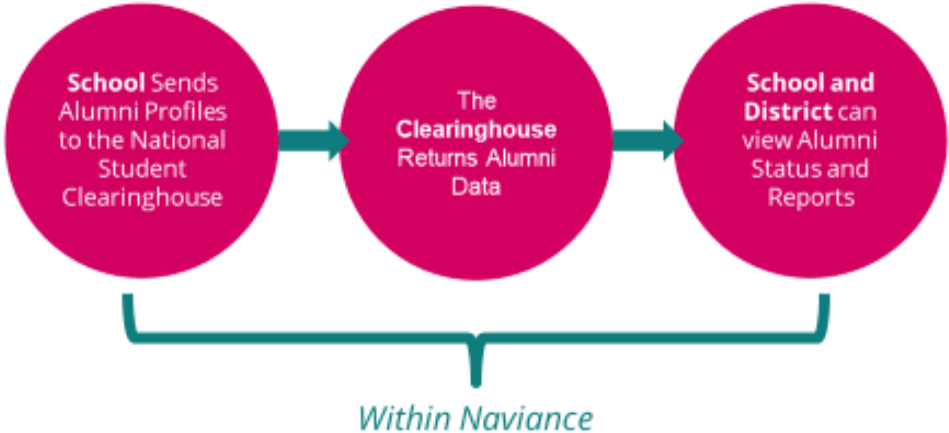 School Sends
Alumni Profiles
to the National
Student
Clearinghouse
The
Clearinghouse
Returns Alumni
Data
School and
District can
view Alumni
Status and
Reports
Within Naviance